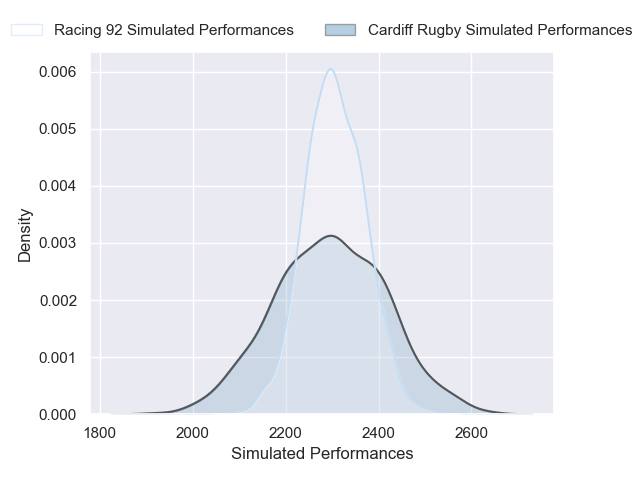 Racing 92 Simulated Performances Cardiff Rugby Simulated Performances
0.006
0.005
0.004
0.003
0.002
0.001
0.000
Density
1800 2000 2200 2400 2600
Simulated Performances